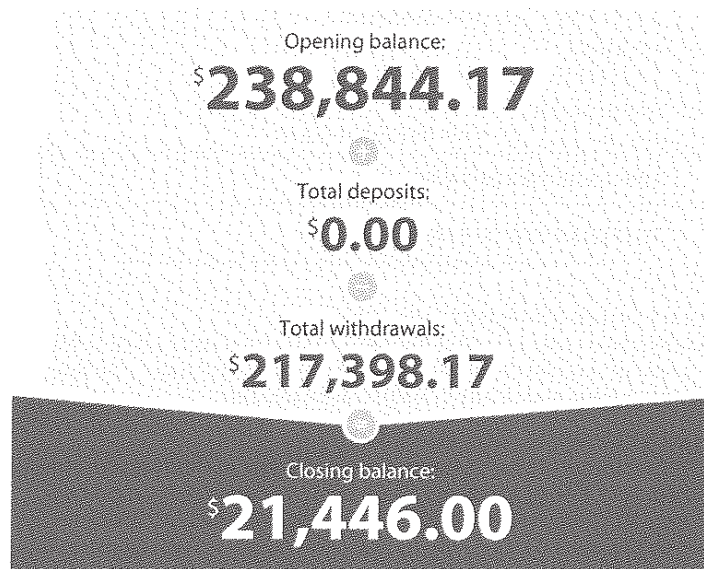 Opening balance:
$238,844.17
Total deposits:
$0.00
Total withdrawals:
$217,398.17
Closing balance:
$21,446.00